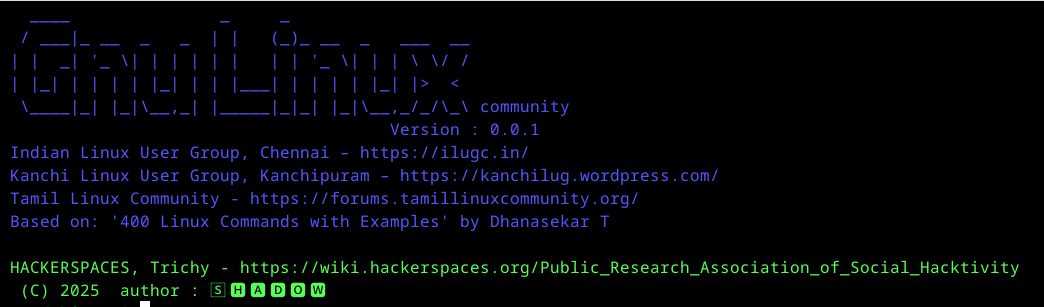 GnuLinux community
Version : 0.0.1
Indian Linux User Group, Chennai – https://ilugc.in/
Kanchi Linux User Group, Kanchipuram – https://kanchilug.wordpress.com/
Tamil Linux Community - https://forums.tamillinuxcommunity.org/
Based on: '400 Linux Commands with Examples' by Dhanasekar T
HACKERSPACES, Trichy - https://wiki.hackerspaces.org/Public_Research_Association_of_Social_Hacktivity
(C) 2025 author : 🅂🅷🅰🅳🅾🆆